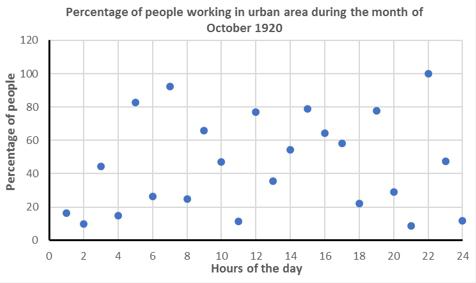 Percentage of people working in urban area during the month of
October 1920
120
100
80
60
40
20
0
Percentage of people
0 2 4 6 8 10 12 14 16 18 20 22 24
Hours of the day